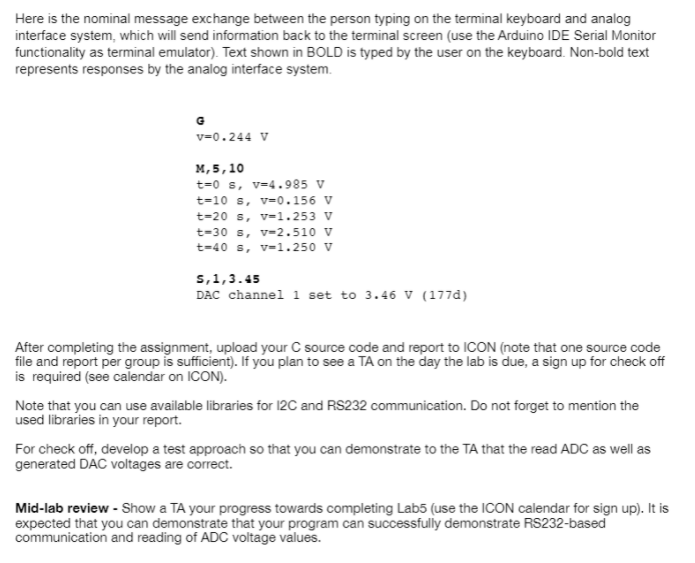 Here is the nominal message exchange between the person typing on the terminal keyboard and analog
interface system, which will send information back to the terminal screen (use the Arduino IDE Serial Monitor
functionality as terminal emulator). Text shown in BOLD is typed by the user on the keyboard. Non-bold text
represents responses by the analog interface system.
G
v=0.244 V
M,5,10
t=0 s, v=4.985 V
t=10 s, v=0.156 V
t=20 s, v=1.253 V
t=30 s, v=2.510 V
t=40 s, v=1.250 V
S,1,3.45
DAC channel 1 set to 3.46 V (177d)
After completing the assignment, upload your C source code and report to ICON (note that one source code
file and report per group is sufficient). If you plan to see a TA on the day the lab is due, a sign up for check off
is required (see calendar on ICON).
Note that you can use available libraries for I2C and RS232 communication. Do not forget to mention the
used libraries in your report.
For check off, develop a test approach so that you can demonstrate to the TA that the read ADC as well as
generated DAC voltages are correct.
Mid-lab review - Show a TA your progress towards completing Lab5 (use the ICON calendar for sign up). It is
expected that you can demonstrate that your program can successfully demonstrate RS232-based
communication and reading of ADC voltage values.